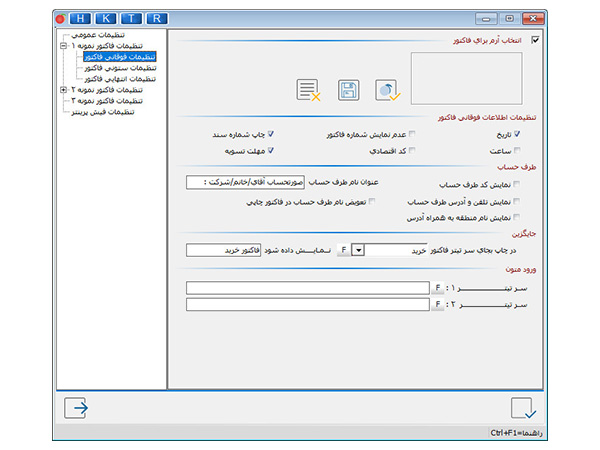 H K T R
تنظیمات عمومی
تنظیمات فاکتور نمونه ۱
تنظیمات فوقانی فاکتور
تنظیمات ستونی فاکتور
تنظیمات انتهایی فاکتور
تنظیمات فاکتور نمونه ۲
تنظیمات فاکتور نمونه ۳
تنظیمات فیش پرینتر
انتخاب آرم برای فاکتور
تنظیمات اطلاعات فوقانی فاکتور
تاریخ عدم نمایش شماره فاکتور چاپ شماره سند
ساعت کد اقتصادی مهلت تسویه
طرف حساب
نمایش کد طرف حساب عنوان نام طرف حساب صورتحساب آقای/خانم/شرکت :
نمایش تلفن و آدرس طرف حساب تعویض نام طرف حساب در فاکتور چاپی
نمایش نام منطقه به همراه آدرس
جایگزین
در چاپ بجای سر تیتر فاکتور خرید F نمـایـــش داده شود فاکتور خرید
ورود متون
سـر تیتـــــــــر ۱ : F
سـر تیتـــــــــر ۲ : F
راهنما=Ctrl+F1